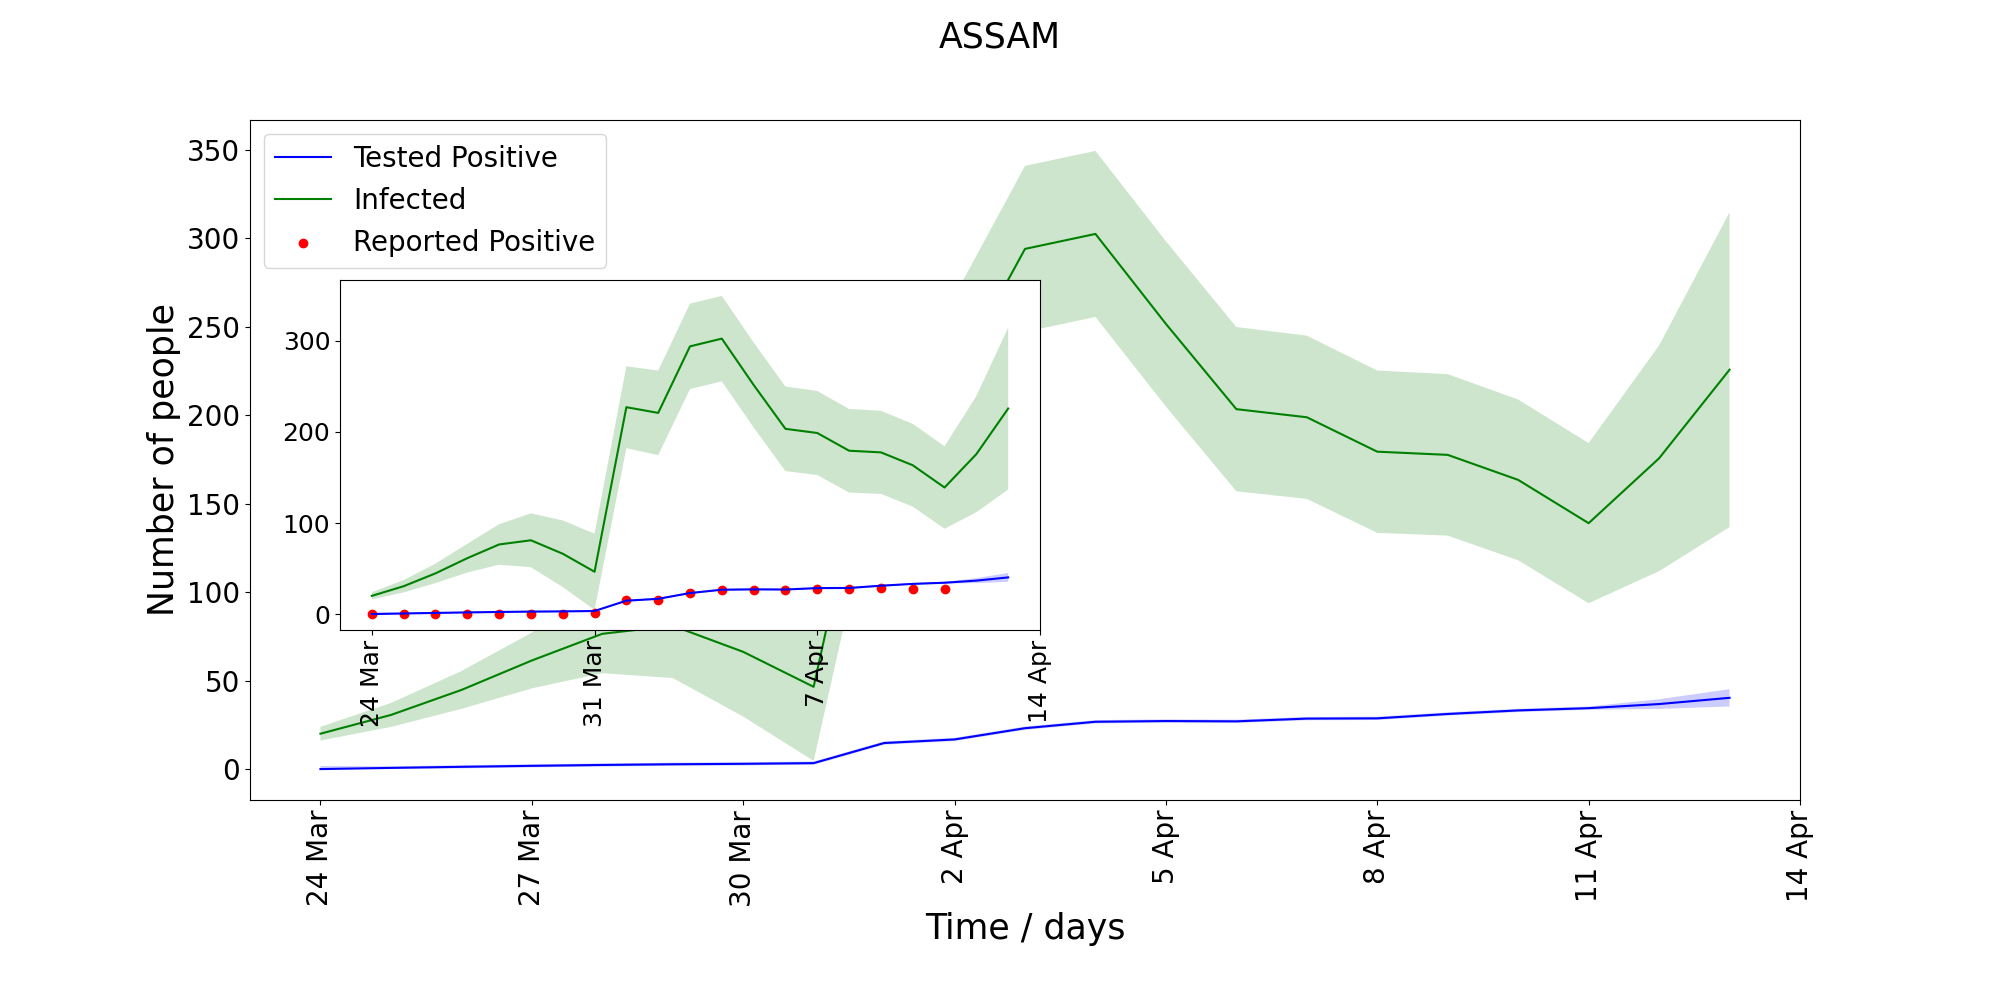 ASSAM
Number of people
350
300
250
200
150
100
50
0
Tested Positive
Infected
Reported Positive
300
200
100
0
24 Mar
31 Mar
7 Apr
14 Apr
24 Mar
27 Mar
30 Mar
2 Apr
5 Apr
8 Apr
11 Apr
14 Apr
Time / days